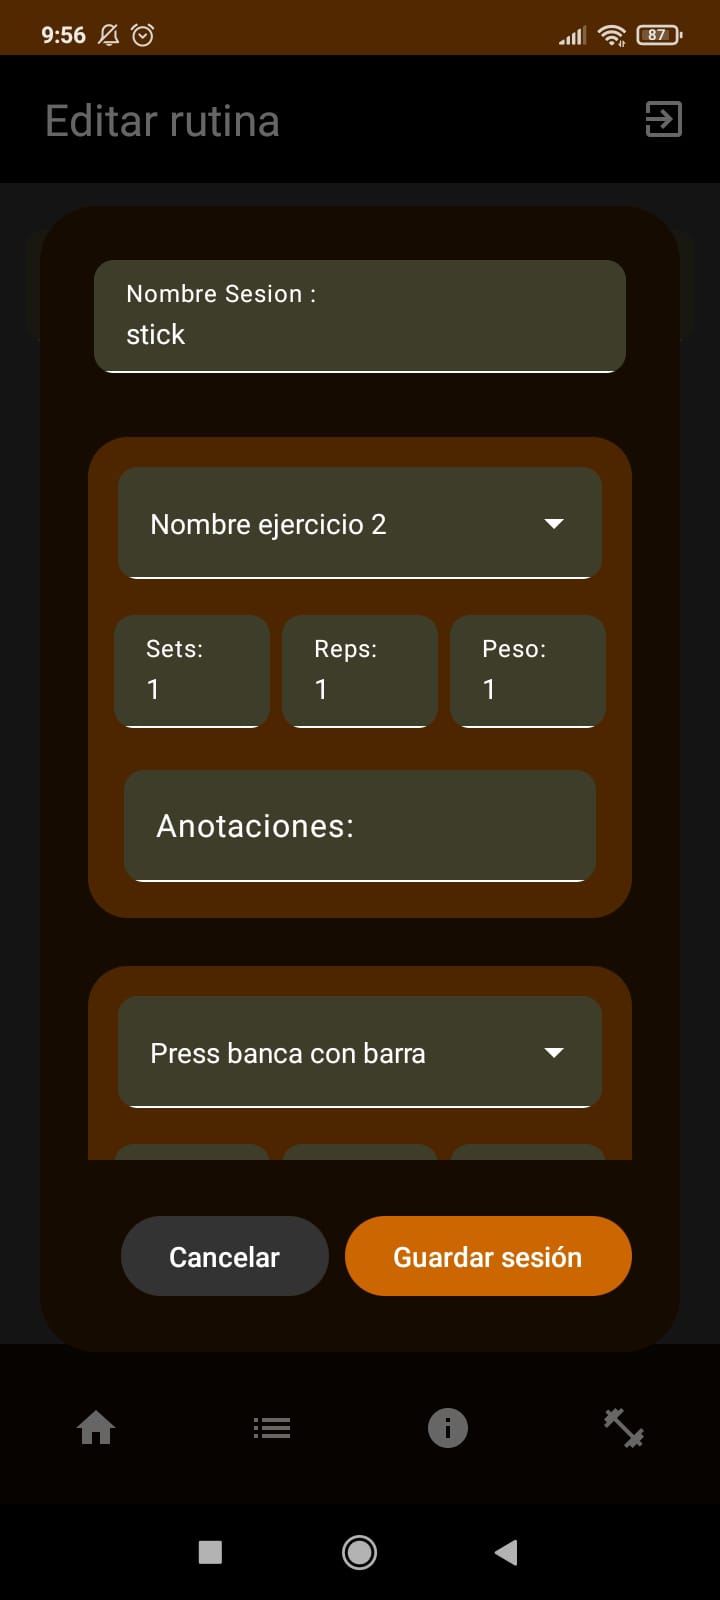 9:56
87
Editar rutina
Nombre Sesion :
stick
Nombre ejercicio 2
Sets:
Reps:
Peso:
1
1
1
Anotaciones:
Press banca con barra
Cancelar
Guardar sesión